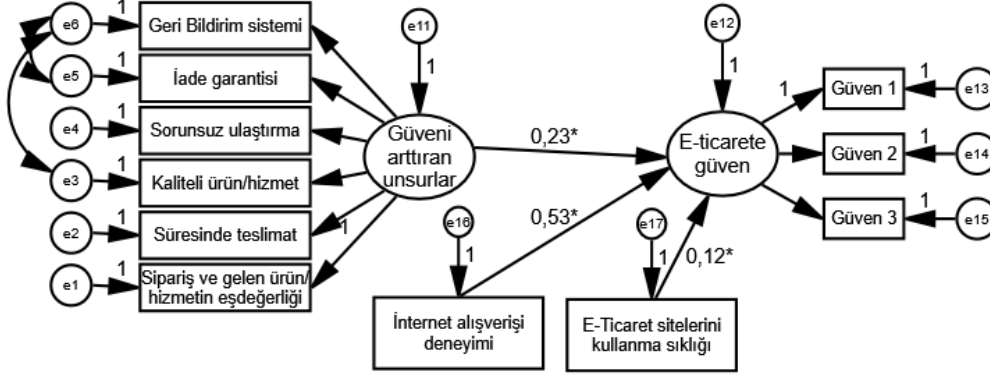 e6
1
Geri Bildirim sistemi
e5
1
İade garantisi
e4
1
Sorunsuz ulaştırma
e3
1
Kaliteli ürün/hizmet
e2
1
Süresinde teslimat
e1
1
Sipariş ve gelen ürün/
hizmetin eşdeğerliği
1
e11
1
Güveni
arttıran
unsurlar
0,23*
e12
1
E-ticarete
güven
1
Güven 1
1
e13
Güven 2
1
e14
Güven 3
1
e15
0,53*
e16
1
İnternet alışverişi
deneyimi
e17
1
0,12*
E-Ticaret sitelerini
kullanma sıklığı